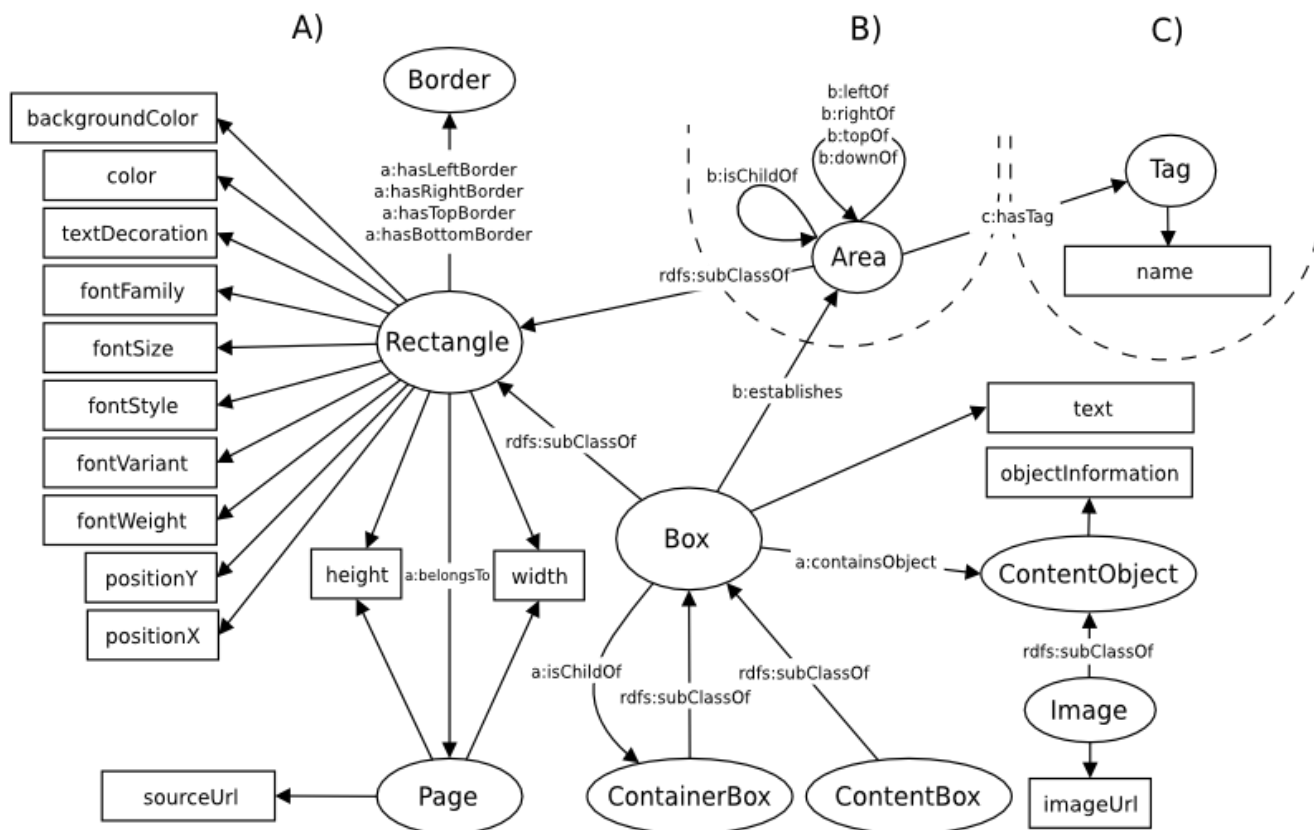 A)
B)
C)
Border
backgroundColor
color
textDecoration
fontFamily
fontSize
fontStyle
fontVariant
fontWeight
positionY
positionX
a:hasLeftBorder
a:hasRightBorder
a:hasTopBorder
a:hasBottomBorder
Rectangle
b:leftOf
b:rightOf
b:topOf
b:downOf
b:isChildOf
Area
rdfs:subClassOf
c:hasTag
Tag
name
b:establishes
rdfs:subClassOf
text
objectInformation
Box
a:containsObject
ContentObject
height
a:belongsTo
width
a:isChildOf
rdfs:subClassOf
rdfs:subClassOf
rdfs:subClassOf
Image
sourceUrl
Page
ContainerBox
ContentBox
imageUrl